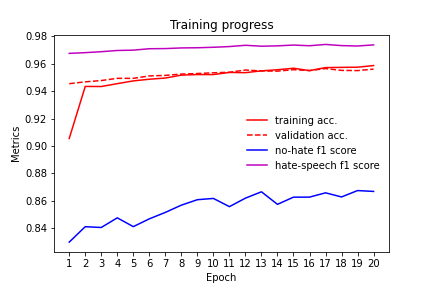 Training progress
0.98
0.96
0.94
0.92
0.90
0.88
0.86
0.84
Metrics
training acc.
validation acc.
no-hate f1 score
hate-speech f1 score
1 2 3 4 5 6 7 8 9 10 11 12 13 14 15 16 17 18 19 20
Epoch